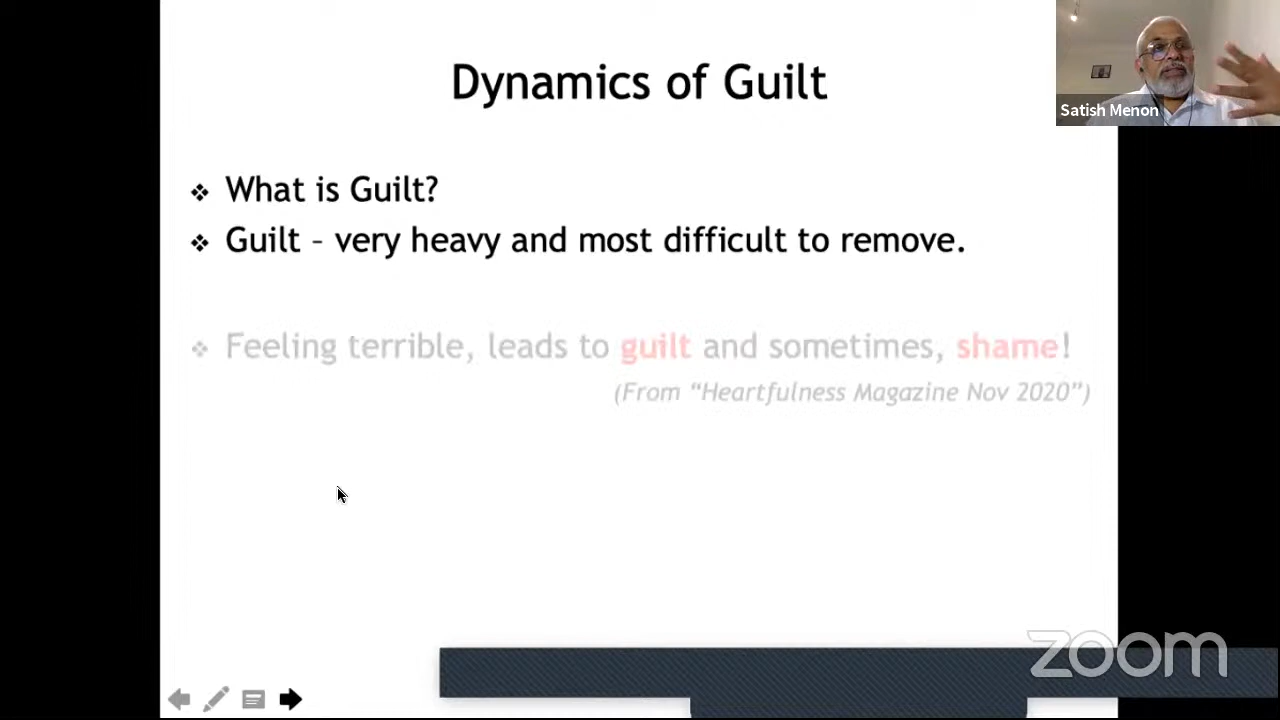 Dynamics of Guilt
Satish Menon
❖ What is Guilt?
❖ Guilt – very heavy and most difficult to remove.
❖ Feeling terrible, leads to guilt and sometimes, shame!
(From “Heartfulness Magazine Nov 2020”)
zoom